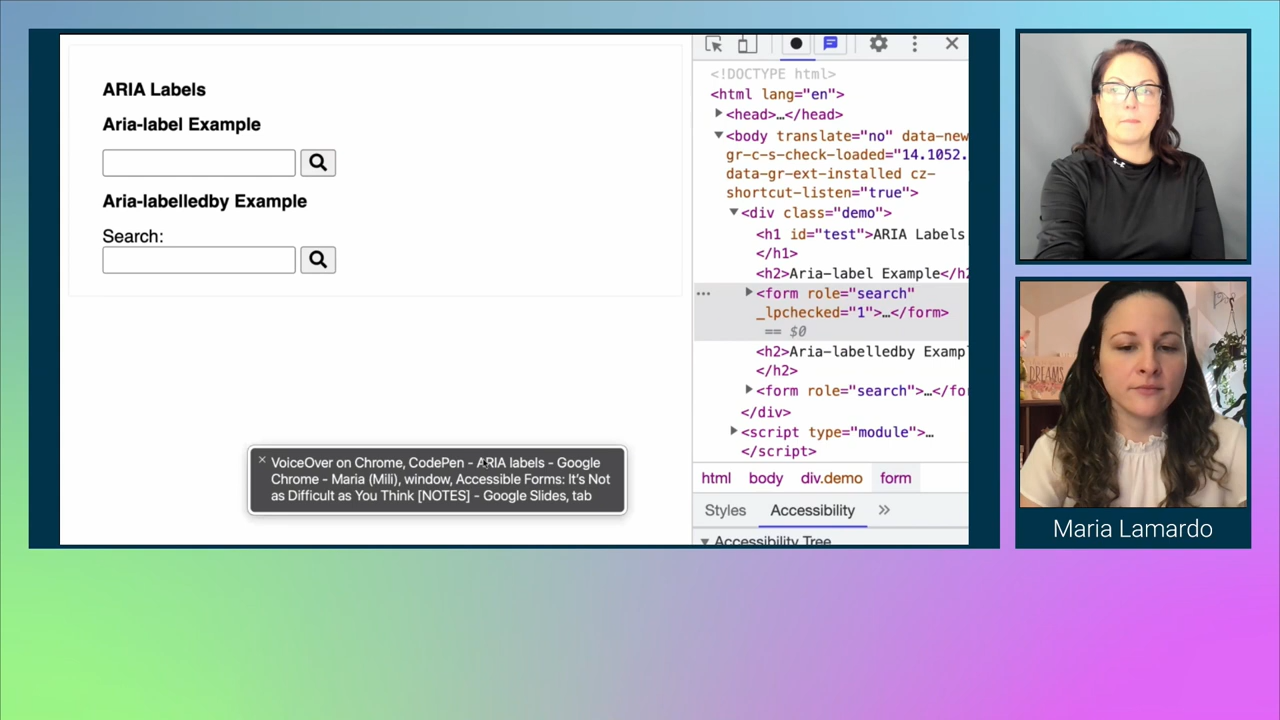 ARIA Labels
Aria-label Example
Aria-labelledby Example
Search:
× VoiceOver on Chrome, CodePen - ARIA labels - Google
Chrome - Maria (Mili), window, Accessible Forms: It's Not
as Difficult as You Think [NOTES] - Google Slides, tab
<!DOCTYPE html>
<html lang="en">
<head>…</head>
<body translate="no" data-new
gr-c-s-check-loaded="14.1052.
data-gr-ext-installed cz-
shortcut-listen="true">
<div class="demo">
<h1 id="test">ARIA Labels
</h1>
<h2>Aria-label Example</h2
<form role="search"
_lpchecked="1">…</form>
== $0
<h2>Aria-labelledby Examp
</h2>
<form role="search">…</fo
</div>
<script type="module">…
</script>
html body div.demo form
Styles Accessibility
Accessibility Tree
DREAMS
Maria Lamardo